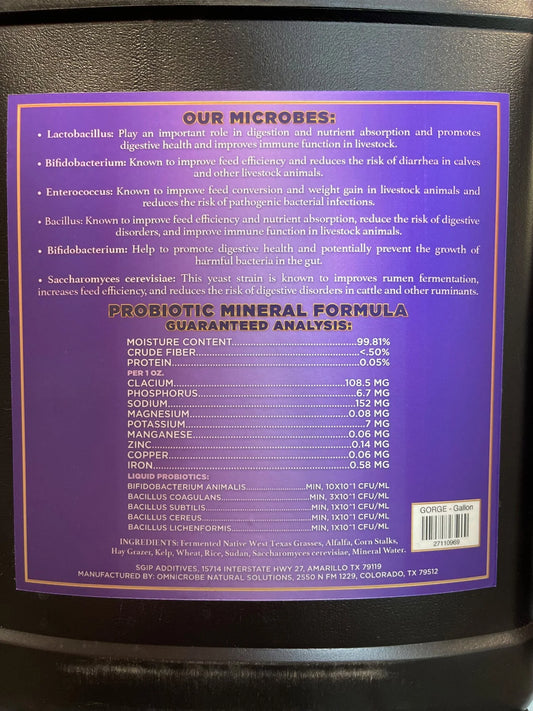 OUR MICROBES:
• Lactobacillus: Play an important role in digestion and nutrient absorption and promotes
digestive health and improves immune function in livestock.
• Bifidobacterium: Known to improve feed efficiency and reduces the risk of diarrhea in calves
and other livestock animals.
• Enterococcus: Known to improve feed conversion and weight gain in livestock animals and
reduces the risk of pathogenic bacterial infections.
• Bacillus: Known to improve feed efficiency and nutrient absorption, reduce the risk of digestive
disorders, and improve immune function in livestock animals.
• Bifidobacterium: Help to promote digestive health and potentially prevent the growth of
harmful bacteria in the gut.
• Saccharomyces cerevisiae: This yeast strain is known to improves rumen fermentation,
increases feed efficiency, and reduces the risk of digestive disorders in cattle and other ruminants.
PROBIOTIC MINERAL FORMULA
GUARANTEED ANALYSIS:
MOISTURE CONTENT...99.81%
CRUDE FIBER...<.50%
PROTEIN...0.05%
PER 1 OZ.
CLACIUM...108.5 MG
PHOSPHORUS...6.7 MG
SODIUM...152 MG
MAGNESIUM...0.08 MG
POTASSIUM...7 MG
MANGANESE...0.06 MG
ZINC...0.14 MG
COPPER...0.06 MG
IRON...0.58 MG
LIQUID PROBIOTICS:
BIFIDOBACTERIUM ANIMALIS...MIN, 10X10^1 CFU/ML
BACILLUS COAGULANS...MIN, 3X10^1 CFU/ML
BACILLUS SUBTILIS...MIN, 1X10^1 CFU/ML
BACILLUS CEREUS...MIN, 1X10^1 CFU/ML
BACILLUS LICHENFORMIS...MIN, 1X10^1 CFU/ML
GORGE - Gallon
27110969
INGREDIENTS: Fermented Native West Texas Grasses, Alfalfa, Corn Stalks,
Hay Grazer, Kelp, Wheat, Rice, Sudan, Saccharomyces cerevisiae, Mineral Water.
SGIP ADDITIVES, 15714 INTERSTATE HWY 27, AMARILLO TX 79119
MANUFACTURED BY: OMNICROBE NATURAL SOLUTIONS, 2550 N FM 1229, COLORADO, TX 79512